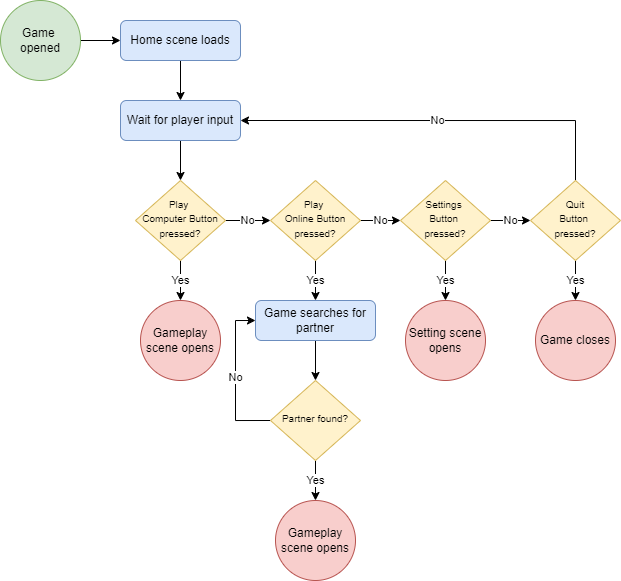 Game
opened
Home scene loads
Wait for player input
No
Play
Computer Button
pressed?
No
Play
Online Button
pressed?
No
Settings
Button
pressed?
No
Quit
Button
pressed?
Yes
Yes
Yes
Yes
Gameplay
scene opens
Game searches for
partner
Setting scene
opens
Game closes
No
Partner found?
Yes
Gameplay
scene opens